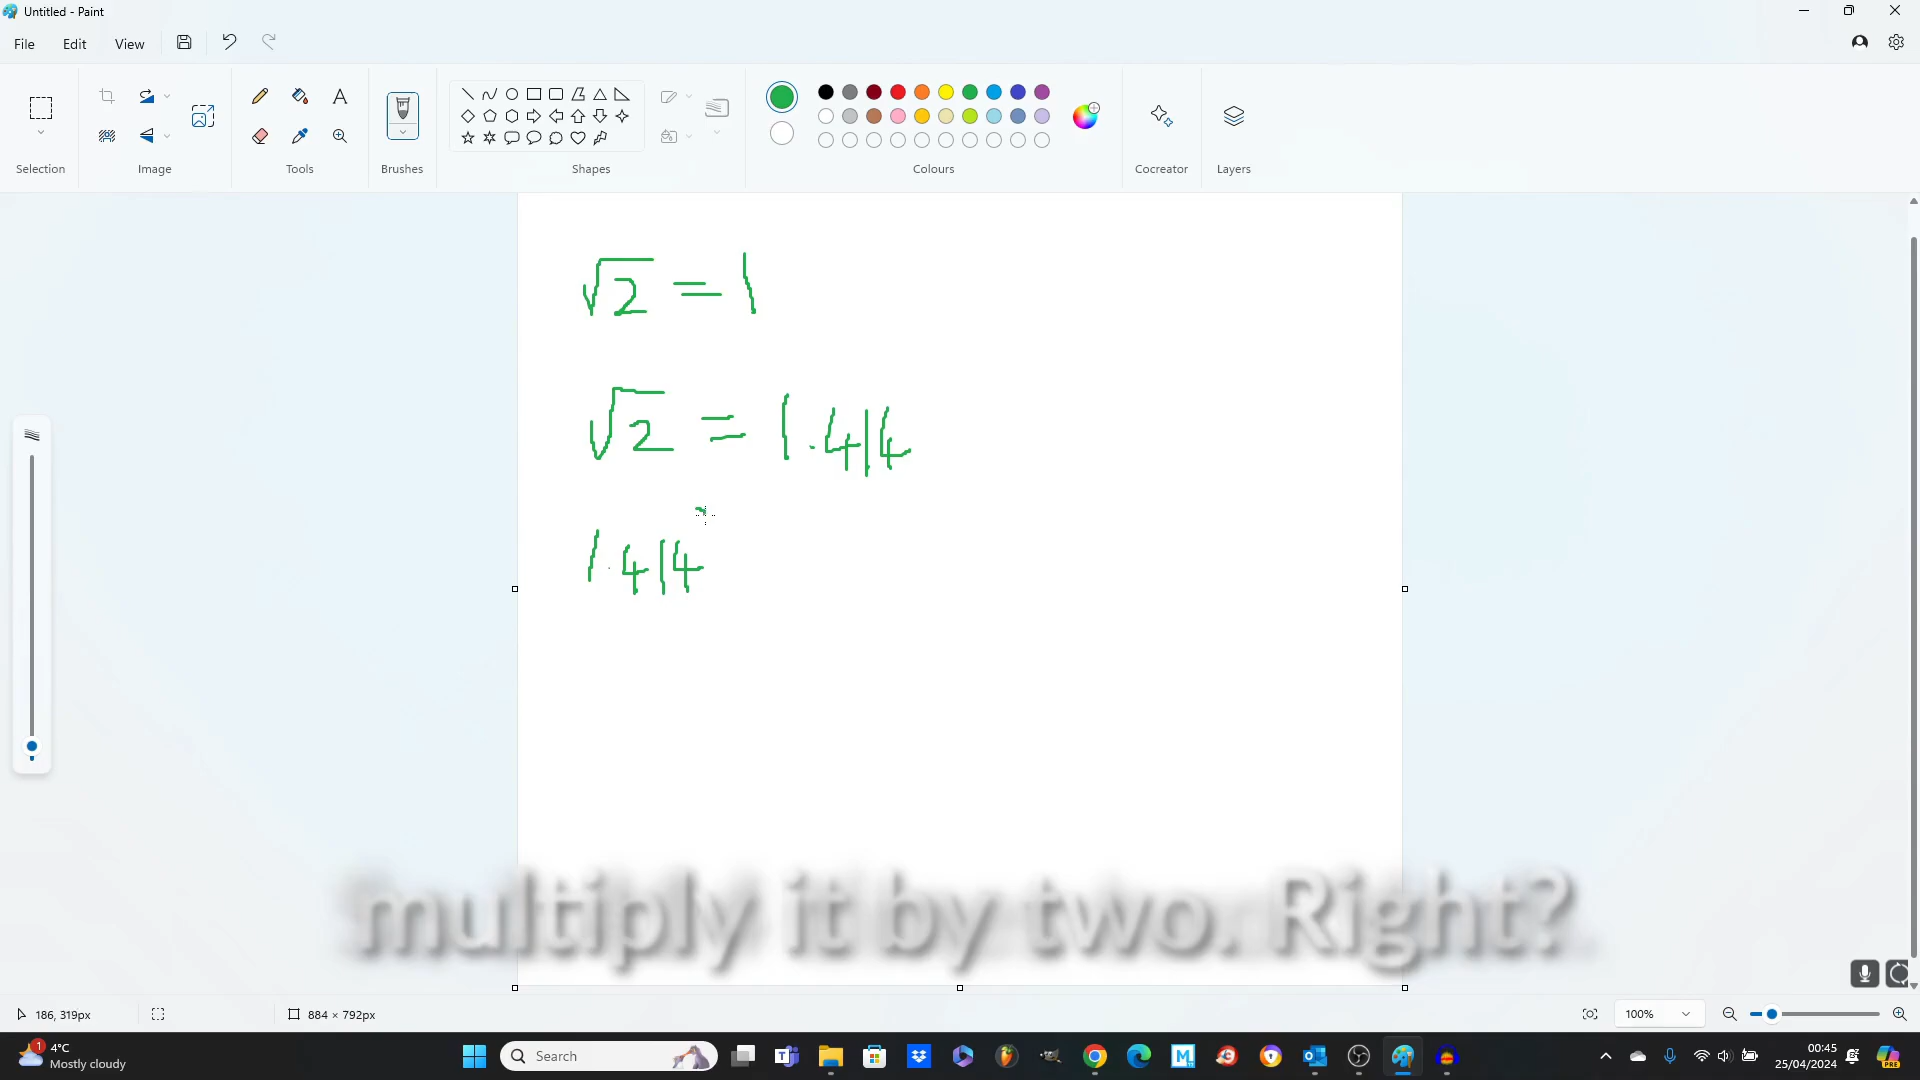 Untitled - Paint
File Edit View
Selection Image Tools Brushes Shapes Colours Cocreator Layers
√2 = 1
√2 = 1.414
1.414
multiply it by two. Right?
186, 319px 884 × 792px 100%
1 4°C
Mostly cloudy
Search
00:45
25/04/2024
PRE